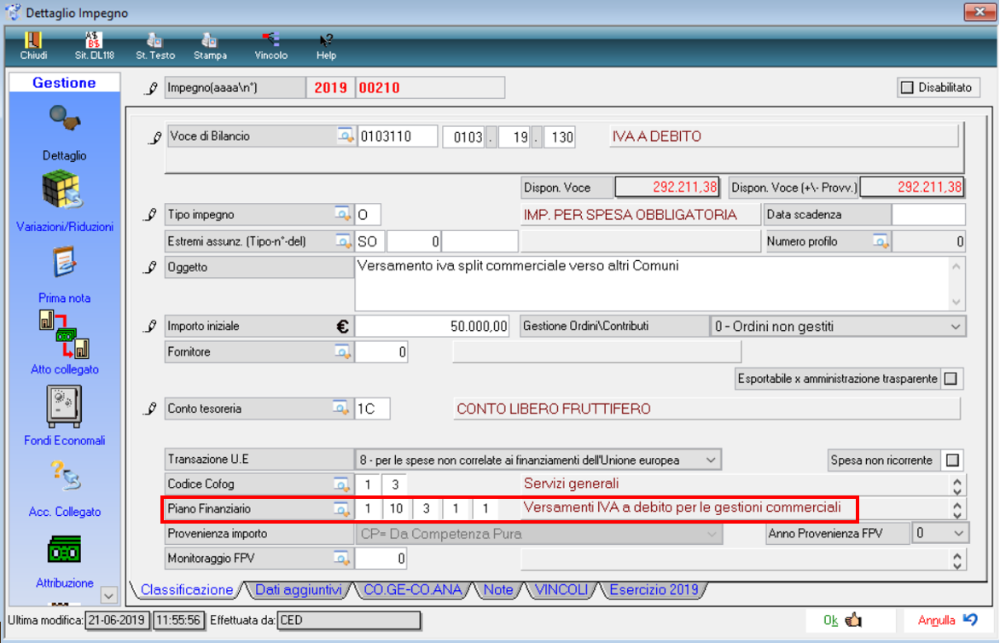 Dettaglio Impegno
Chiudi Sit. DL118 St. Testo Stampa Vincolo Help
Gestione
Impegno(aaaa\n°) 2019 00210 Disabilitato
Voce di Bilancio 0103110 0103 . 19 . 130 IVA A DEBITO
Dettaglio
Dispon. Voce 292.211,38 Dispon. Voce (+\- Provv.) 292.211,38
Tipo impegno O IMP. PER SPESA OBBLIGATORIA Data scadenza
Variazioni/Riduzioni
Estremi assunz. (Tipo-n°-del) SO 0 Numero profilo 0
Oggetto Versamento iva split commerciale verso altri Comuni
Prima nota
Importo iniziale € 50.000,00 Gestione Ordini\Contributi 0 - Ordini non gestiti
Fornitore 0
Atto collegato
Esportabile x amministrazione trasparente
Conto tesoreria 1C CONTO LIBERO FRUTTIFERO
Fondi Economali
Transazione U.E 8 - per le spese non correlate ai finanziamenti dell'Unione europea Spesa non ricorrente
Codice Cofog 1 3 Servizi generali
Piano Finanziario 1 10 3 1 1 Versamenti IVA a debito per le gestioni commerciali
Acc. Collegato
Provenienza importo CP= Da Competenza Pura Anno Provenienza FPV 0
Monitoraggio FPV 0
Attribuzione
Classificazione Dati aggiuntivi CO.GE-CO.ANA Note VINCOLI Esercizio 2019
Ultima modifica: 21-06-2019 11:55:56 Effettuata da: CED Ok Annulla